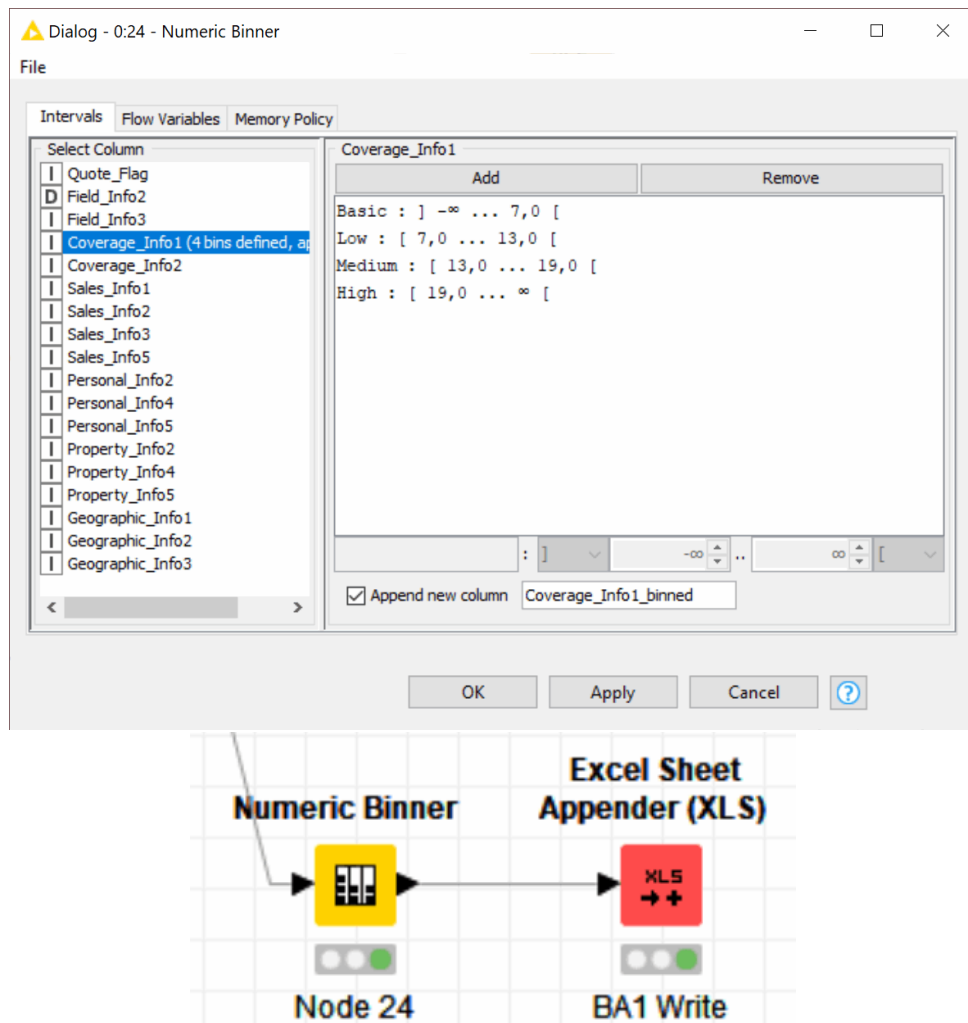 Dialog - 0:24 - Numeric Binner
File
Intervals Flow Variables Memory Policy
Select Column
I Quote_Flag
D Field_Info2
I Field_Info3
I Coverage_Info1 (4 bins defined, ap
I Coverage_Info2
I Sales_Info1
I Sales_Info2
I Sales_Info3
I Sales_Info5
I Personal_Info2
I Personal_Info4
I Personal_Info5
I Property_Info2
I Property_Info4
I Property_Info5
I Geographic_Info1
I Geographic_Info2
I Geographic_Info3
Coverage_Info1
Add Remove
Basic : ] -∞ ... 7,0 [
Low : [ 7,0 ... 13,0 [
Medium : [ 13,0 ... 19,0 [
High : [ 19,0 ... ∞ [
: ] -∞ .. ∞ [
Append new column Coverage_Info1_binned
OK Apply Cancel ?
Numeric Binner
Node 24
Excel Sheet
Appender (XLS)
XLS
BA1 Write